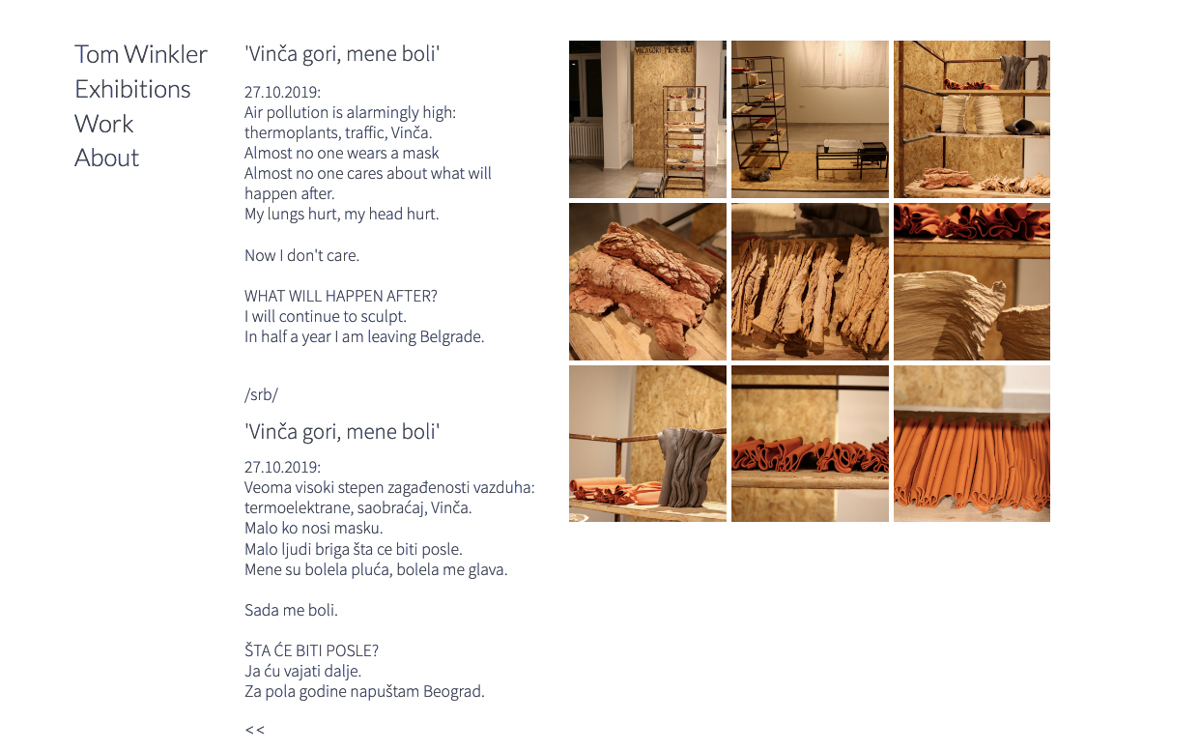 Tom Winkler
Exhibitions
Work
About
'Vinča gori, mene boli'
27.10.2019:
Air pollution is alarmingly high:
thermoplants, traffic, Vinča.
Almost no one wears a mask
Almost no one cares about what will
happen after.
My lungs hurt, my head hurt.
Now I don't care.
WHAT WILL HAPPEN AFTER?
I will continue to sculpt.
In half a year I am leaving Belgrade.
/srb/
'Vinča gori, mene boli'
27.10.2019:
Veoma visoki stepen zagađenosti vazduha:
termoelektrane, saobraćaj, Vinča.
Malo ko nosi masku.
Malo ljudi briga šta ce biti posle.
Mene su bolela pluća, bolela me glava.
Sada me boli.
ŠTA ĆE BITI POSLE?
Ja ću vajati dalje.
Za pola godine napuštam Beograd.
<<
GORI, MENE BOLI